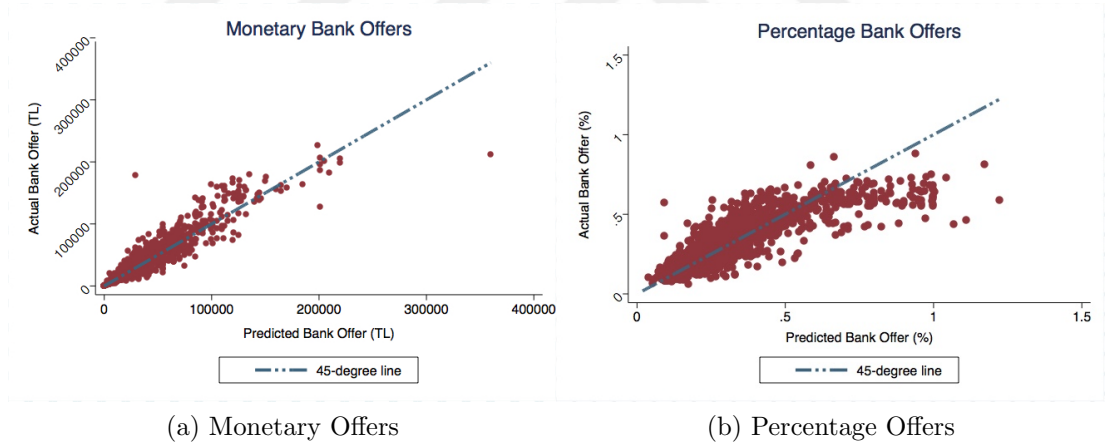 Monetary Bank Offers
Actual Bank Offer (TL)
400000
300000
200000
100000
0
0 100000 200000 300000 400000
Predicted Bank Offer (TL)
45-degree line
(a) Monetary Offers
Percentage Bank Offers
Actual Bank Offer (%)
1.5
1
.5
0
0 .5 1 1.5
Predicted Bank Offer (%)
45-degree line
(b) Percentage Offers